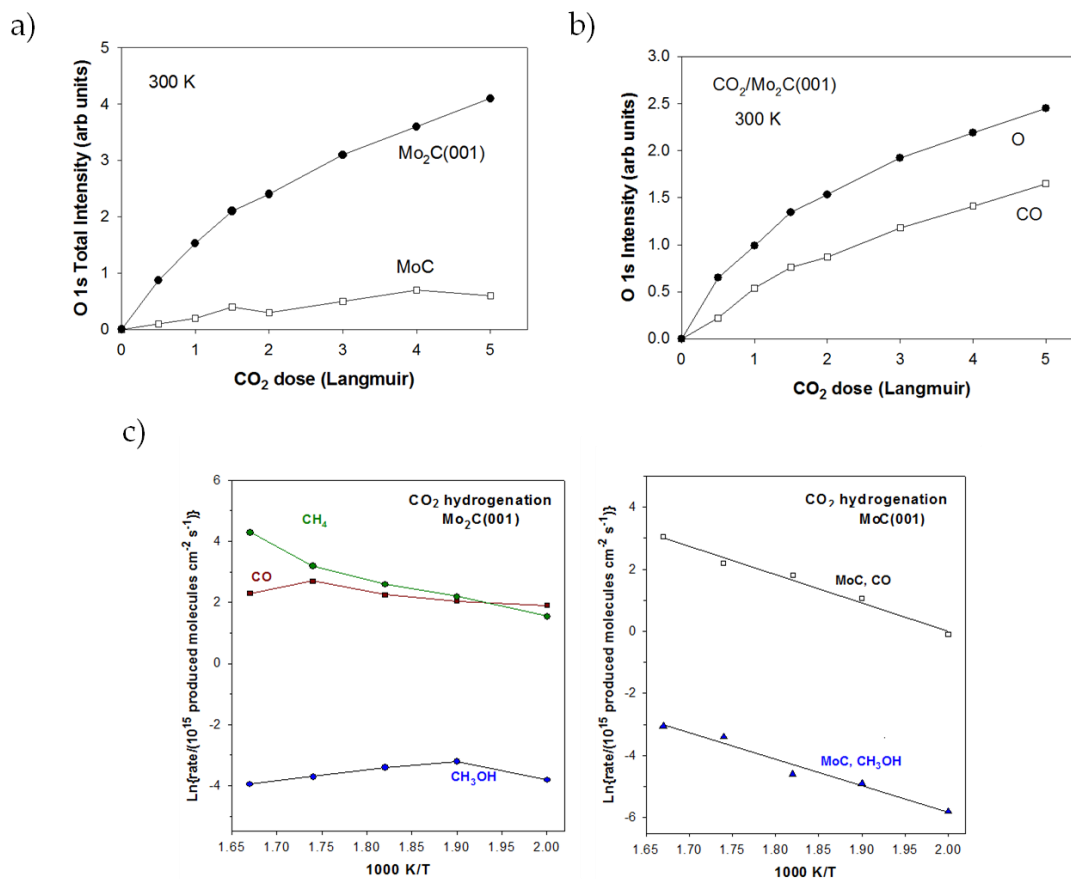 a)
O 1s Total Intensity (arb units)
300 K
Mo₂C(001)
MoC
4
3
2
1
0
0 1 2 3 4 5
CO₂ dose (Langmuir)
b)
O 1s Intensity (arb units)
CO₂/Mo₂C(001)
300 K
O
CO
3.0
2.5
2.0
1.5
1.0
0.5
0.0
0 1 2 3 4 5
CO₂ dose (Langmuir)
c)
Ln{rate/(10¹⁵ produced molecules cm⁻² s⁻¹)}
CO₂ hydrogenation
Mo₂C(001)
CH₄
CO
CH₃OH
6
4
2
0
-2
-4
1.65 1.70 1.75 1.80 1.85 1.90 1.95 2.00
1000 K/T
Ln{rate/(10¹⁵ produced molecules cm⁻² s⁻¹)}
CO₂ hydrogenation
MoC(001)
MoC, CO
MoC, CH₃OH
4
2
0
-2
-4
-6
1.65 1.70 1.75 1.80 1.85 1.90 1.95 2.00
1000 K/T